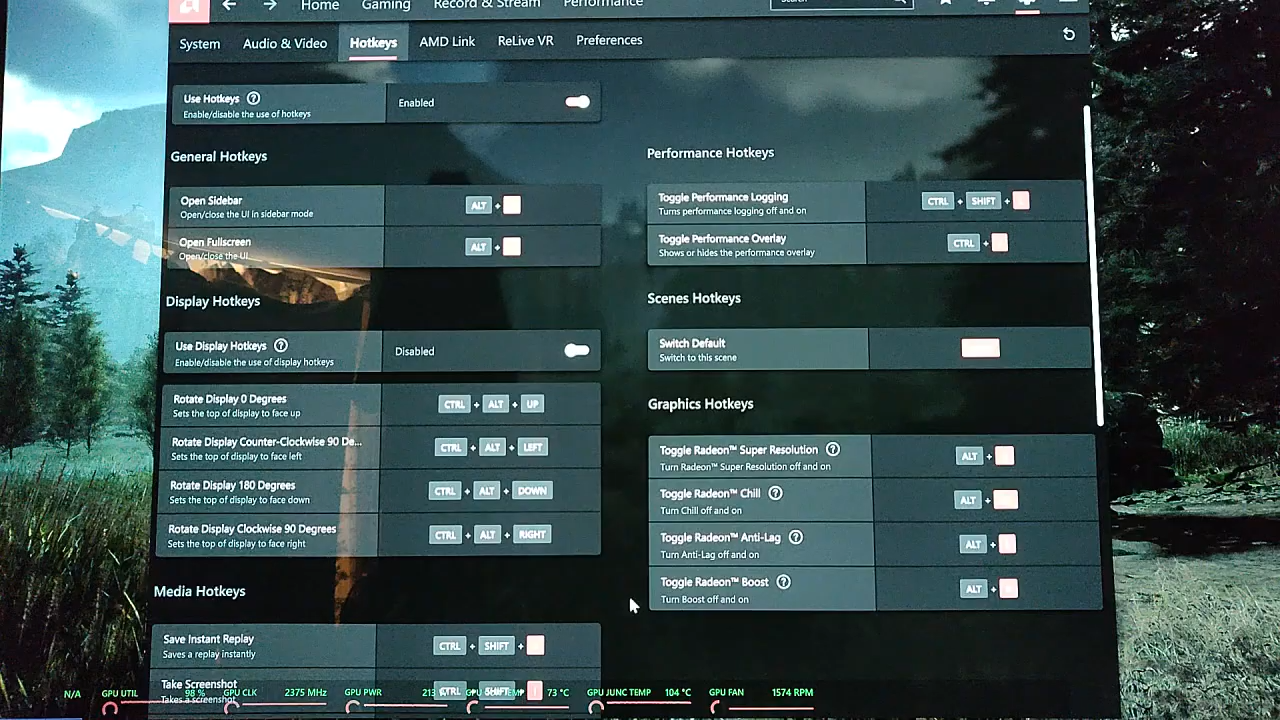 Home Gaming Record & Stream Performance
System Audio & Video Hotkeys AMD Link ReLive VR Preferences
Use Hotkeys
Enable/disable the use of hotkeys
Enabled
General Hotkeys
Open Sidebar
Open/close the UI in sidebar mode
ALT +
Open Fullscreen
Open/close the UI
ALT +
Display Hotkeys
Use Display Hotkeys
Enable/disable the use of display hotkeys
Disabled
Rotate Display 0 Degrees
Sets the top of display to face up
CTRL + ALT + UP
Rotate Display Counter-Clockwise 90 De...
Sets the top of display to face left
CTRL + ALT + LEFT
Rotate Display 180 Degrees
Sets the top of display to face down
CTRL + ALT + DOWN
Rotate Display Clockwise 90 Degrees
Sets the top of display to face right
CTRL + ALT + RIGHT
Media Hotkeys
Save Instant Replay
Saves a replay instantly
CTRL + SHIFT +
Take Screenshot
Takes a screenshot
CTRL + SHIFT +
Performance Hotkeys
Toggle Performance Logging
Turns performance logging off and on
CTRL + SHIFT +
Toggle Performance Overlay
Shows or hides the performance overlay
CTRL +
Scenes Hotkeys
Switch Default
Switch to this scene
Graphics Hotkeys
Toggle Radeon™ Super Resolution
Turn Radeon™ Super Resolution off and on
ALT +
Toggle Radeon™ Chill
Turn Chill off and on
ALT +
Toggle Radeon™ Anti-Lag
Turn Anti-Lag off and on
ALT +
Toggle Radeon™ Boost
Turn Boost off and on
ALT +
N/A GPU UTIL 98 % GPU CLK 2375 MHz GPU PWR 73 °C GPU JUNC TEMP 104 °C GPU FAN 1574 RPM